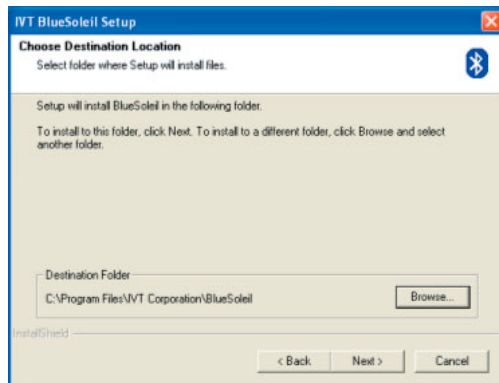 IVT BlueSoleil Setup
Choose Destination Location
Select folder where Setup will install files.
Setup will install BlueSoleil in the following folder.
To install to this folder, click Next. To install to a different folder, click Browse and select
another folder.
Destination Folder
C:\Program Files\IVT Corporation\BlueSoleil
Browse...
InstallShield
< Back
Next >
Cancel